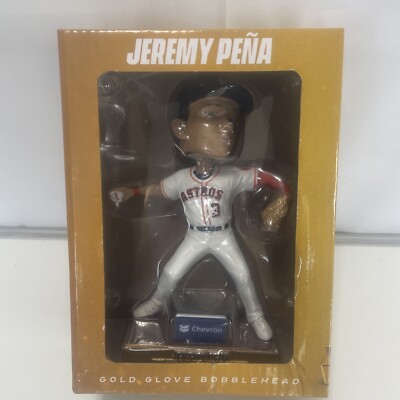 JEREMY PEÑA
ASTROS
3
Chevron
GOLD GLOVE BOBBLEHEAD